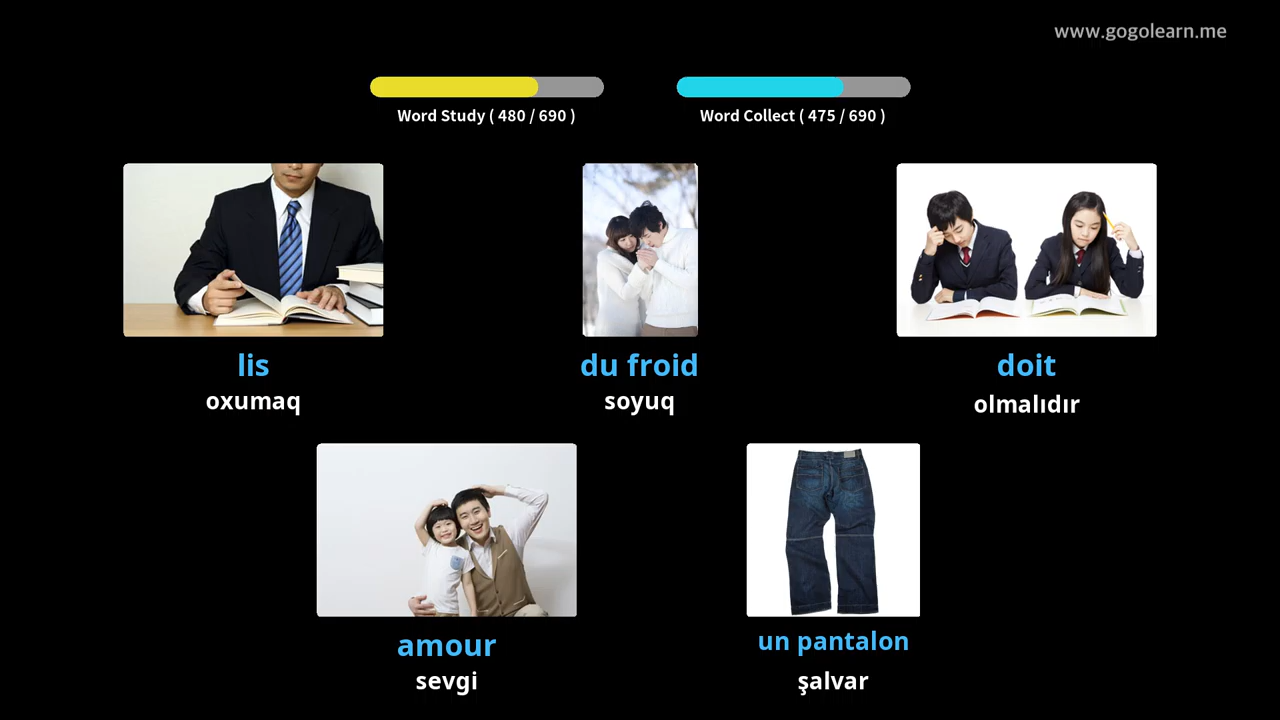 www.gogolearn.me
Word Study ( 480 / 690 )
Word Collect ( 475 / 690 )
lis
oxumaq
du froid
soyuq
doit
olmalıdır
amour
sevgi
un pantalon
şalvar